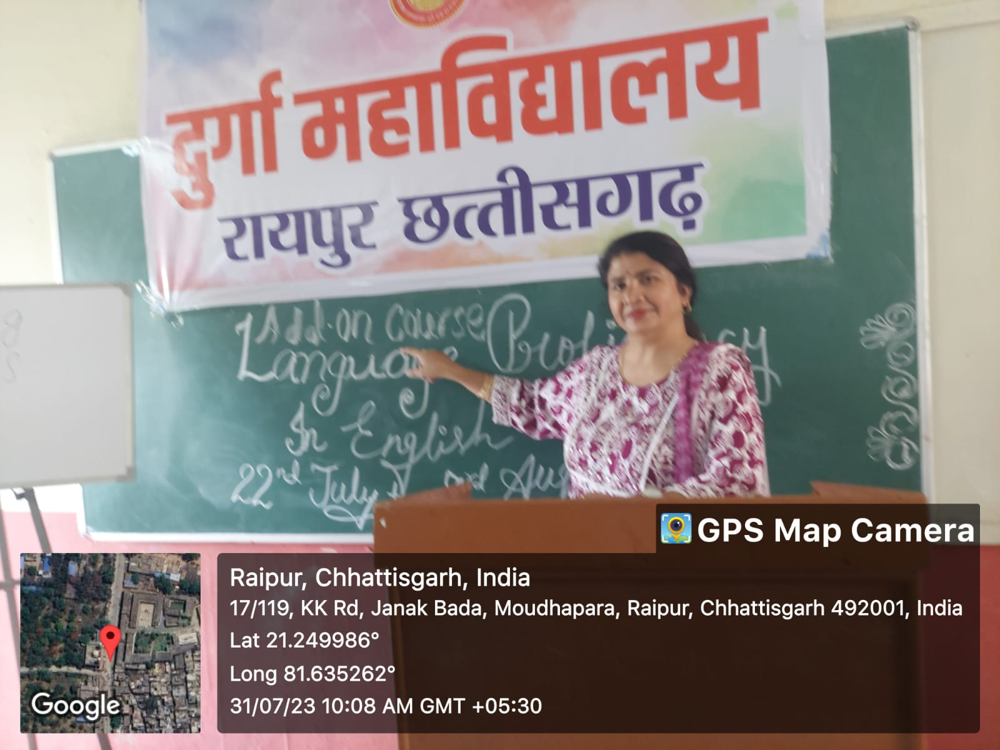 दुर्गा महाविद्यालय
रायपुर छत्तीसगढ़
Add-on course
Language
In English
22nd July
Aug
GPS Map Camera
Raipur, Chhattisgarh, India
17/119, KK Rd, Janak Bada, Moudhapara, Raipur, Chhattisgarh 492001, India
Lat 21.249986°
Long 81.635262°
31/07/23 10:08 AM GMT +05:30
Google